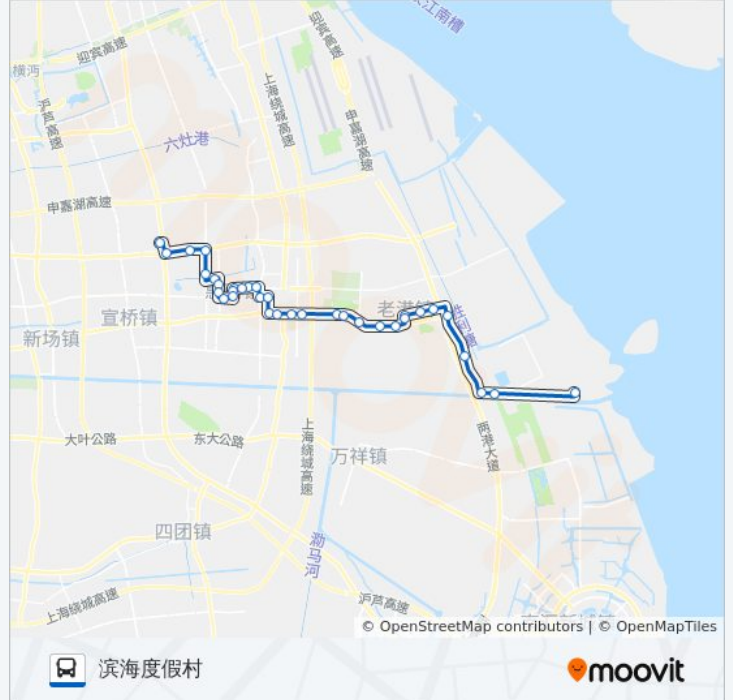 长江南槽
迎宾高速
迎宾高速
横沔
沪芦高速
上海绕城高速
申嘉湖高速
六灶港
申嘉湖高速
老港镇
宣桥镇
新场镇
大叶公路
东大公路
上海绕城高速
两港大道
万祥镇
四团镇
泐马河
沪芦高速
上海绕城高速
© OpenStreetMap contributors | © OpenMapTiles
滨海度假村
moovit